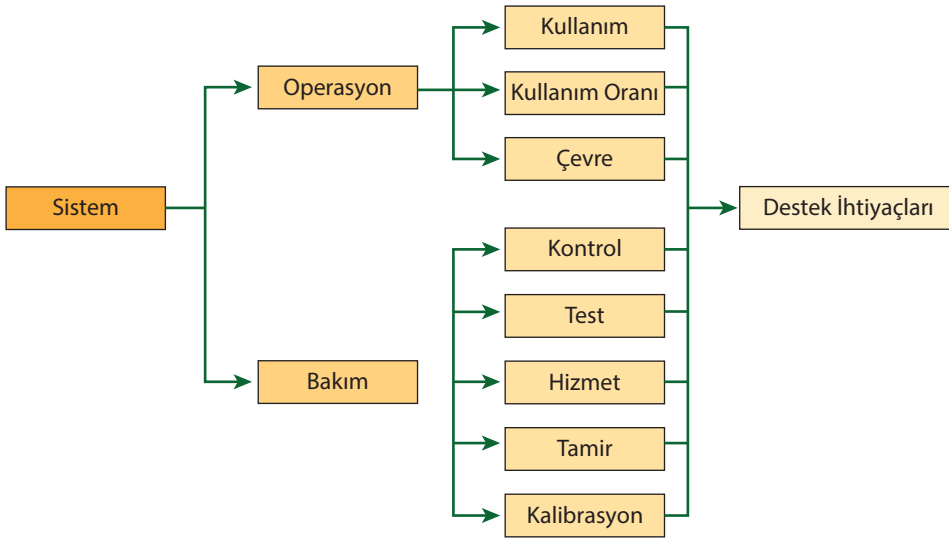 Sistem
Operasyon
Bakım
Kullanım
Kullanım Oranı
Çevre
Kontrol
Test
Hizmet
Tamir
Kalibrasyon
Destek İhtiyaçları